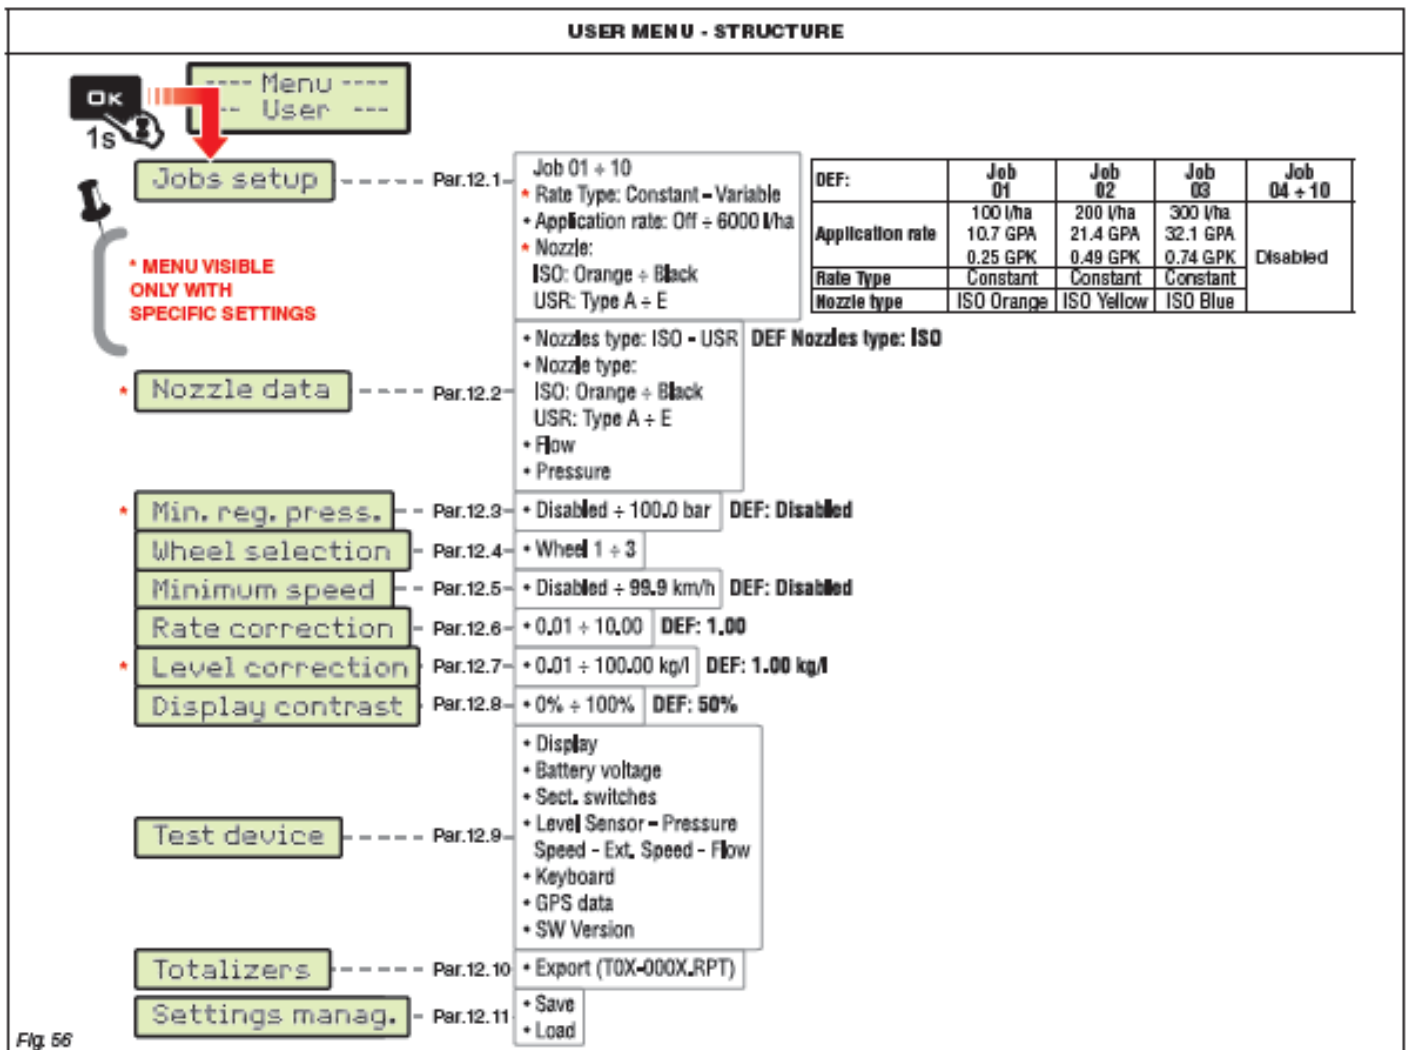 USER MENU - STRUCTURE
---- Menu ----
-- User ---
OK
1s
Jobs setup
Par.12.1
Job 01 ÷ 10
* Rate Type: Constant – Variable
• Application rate: Off ÷ 6000 l/ha
* Nozzle:
ISO: Orange ÷ Black
USR: Type A ÷ E
DEF: Job 01 Job 02 Job 03 Job 04 ÷ 10
Application rate 100 l/ha 200 l/ha 300 l/ha Disabled
10.7 GPA 21.4 GPA 32.1 GPA
0.25 GPK 0.49 GPK 0.74 GPK
Rate Type Constant Constant Constant
Nozzle type ISO Orange ISO Yellow ISO Blue
* MENU VISIBLE
ONLY WITH
SPECIFIC SETTINGS
* Nozzle data
Par.12.2
• Nozzles type: ISO - USR DEF Nozzles type: ISO
• Nozzle type:
ISO: Orange ÷ Black
USR: Type A ÷ E
• Flow
• Pressure
* Min. reg. press. Par.12.3 • Disabled ÷ 100.0 bar DEF: Disabled
Wheel selection Par.12.4 • Wheel 1 ÷ 3
Minimum speed Par.12.5 • Disabled ÷ 99.9 km/h DEF: Disabled
Rate correction Par.12.6 • 0.01 ÷ 10.00 DEF: 1.00
* Level correction Par.12.7 • 0.01 ÷ 100.00 kg/l DEF: 1.00 kg/l
Display contrast Par.12.8 • 0% ÷ 100% DEF: 50%
Test device
Par.12.9
• Display
• Battery voltage
• Sect. switches
• Level Sensor – Pressure
Speed - Ext. Speed - Flow
• Keyboard
• GPS data
• SW Version
Totalizers Par.12.10 • Export (T0X-000X.RPT)
Settings manag. Par.12.11
• Save
• Load
Fig. 56